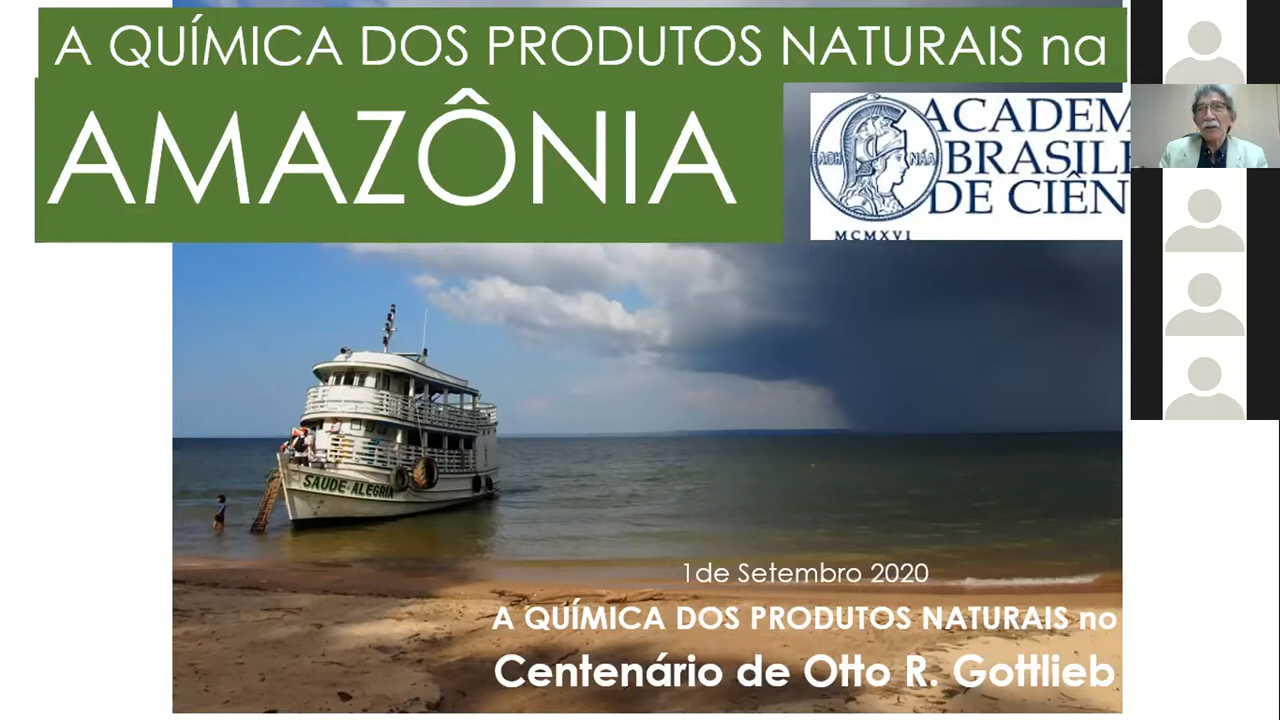 A QUÍMICA DOS PRODUTOS NATURAIS na
AMAZÔNIA
ACADEM
BRASILE
DE CIÊN
MCMXVI
SAUDE ALEGRIA
1de Setembro 2020
A QUÍMICA DOS PRODUTOS NATURAIS no
Centenário de Otto R. Gottlieb